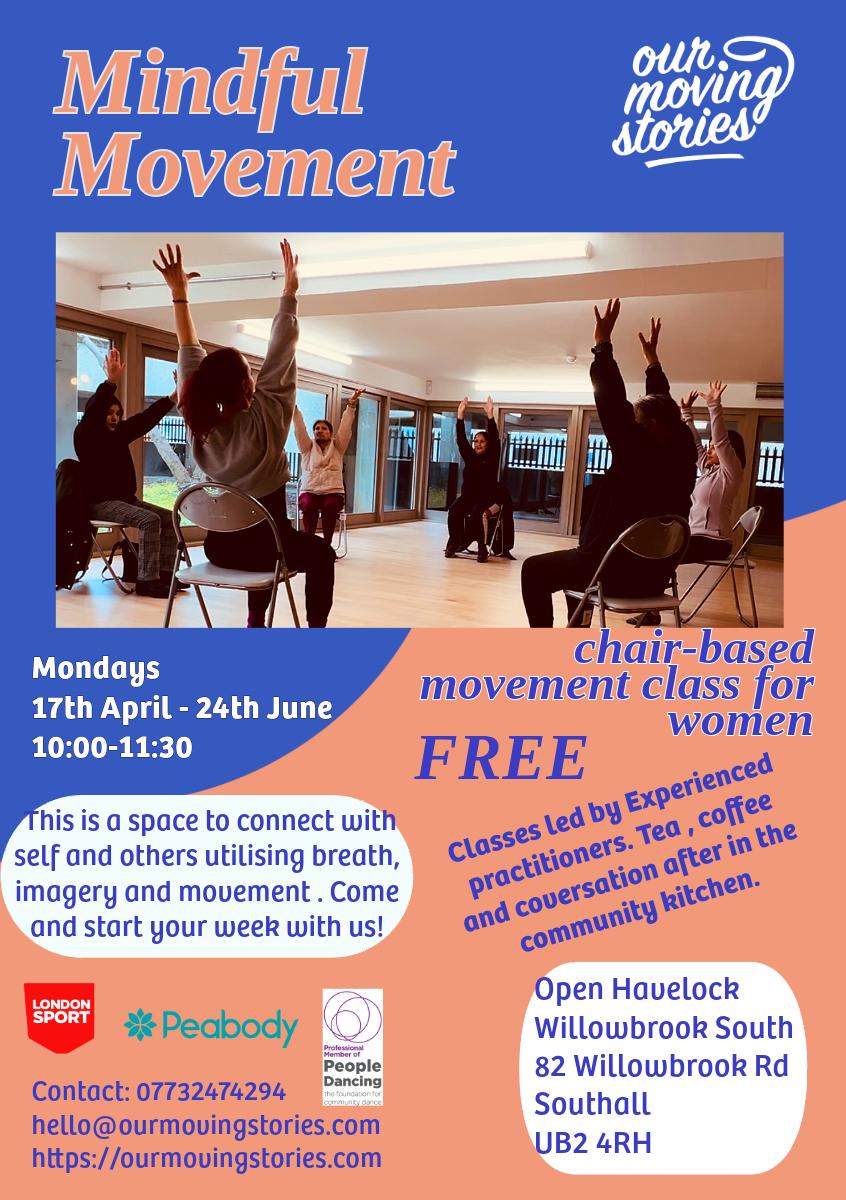 Mindful
Movement
our
moving
stories
chair-based
movement class for
women
Mondays
17th April - 24th June
10:00-11:30
FREE
Classes led by Experienced
practitioners. Tea , coffee
and coversation after in the
community kitchen.
This is a space to connect with
self and others utilising breath,
imagery and movement . Come
and start your week with us!
LONDON
SPORT
Peabody
Professional
Member of
People
Dancing
the foundation for
community dance
Contact: 07732474294
hello@ourmovingstories.com
https://ourmovingstories.com
Open Havelock
Willowbrook South
82 Willowbrook Rd
Southall
UB2 4RH